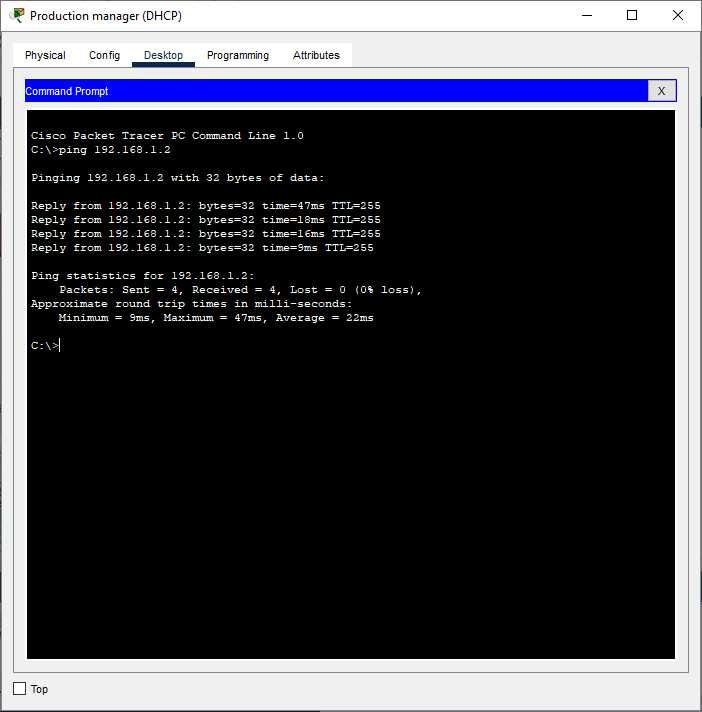 Production manager (DHCP)
Physical Config Desktop Programming Attributes
Command Prompt X
Cisco Packet Tracer PC Command Line 1.0
C:\>ping 192.168.1.2
Pinging 192.168.1.2 with 32 bytes of data:
Reply from 192.168.1.2: bytes=32 time=47ms TTL=255
Reply from 192.168.1.2: bytes=32 time=18ms TTL=255
Reply from 192.168.1.2: bytes=32 time=16ms TTL=255
Reply from 192.168.1.2: bytes=32 time=9ms TTL=255
Ping statistics for 192.168.1.2:
Packets: Sent = 4, Received = 4, Lost = 0 (0% loss),
Approximate round trip times in milli-seconds:
Minimum = 9ms, Maximum = 47ms, Average = 22ms
C:\>
Top